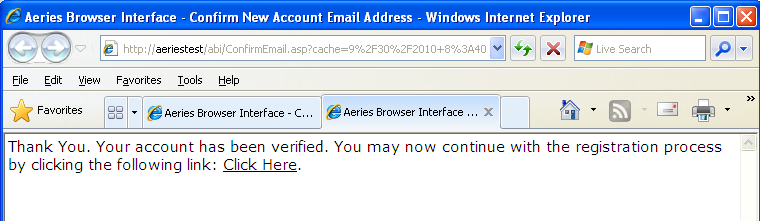 Aeries Browser Interface - Confirm New Account Email Address - Windows Internet Explorer
http://aeriestest/abi/ConfirmEmail.asp?cache=9%2F30%2F2010+8%3A40
Live Search
File Edit View Favorites Tools Help
Favorites
Aeries Browser Interface - C...
Aeries Browser Interface ...
Thank You. Your account has been verified. You may now continue with the registration process
by clicking the following link: Click Here.